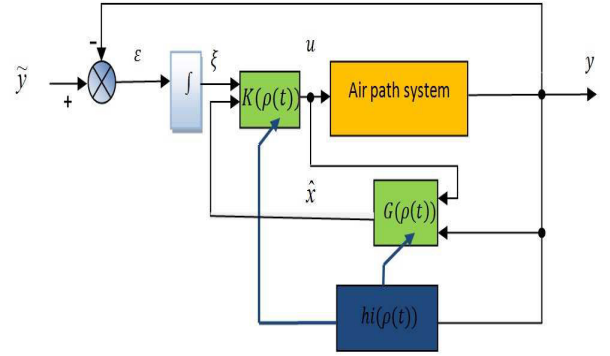 -
ỹ
+
ε
∫
ξ
K(ρ(t))
u
Air path system
y
x̂
G(ρ(t))
hi(ρ(t))